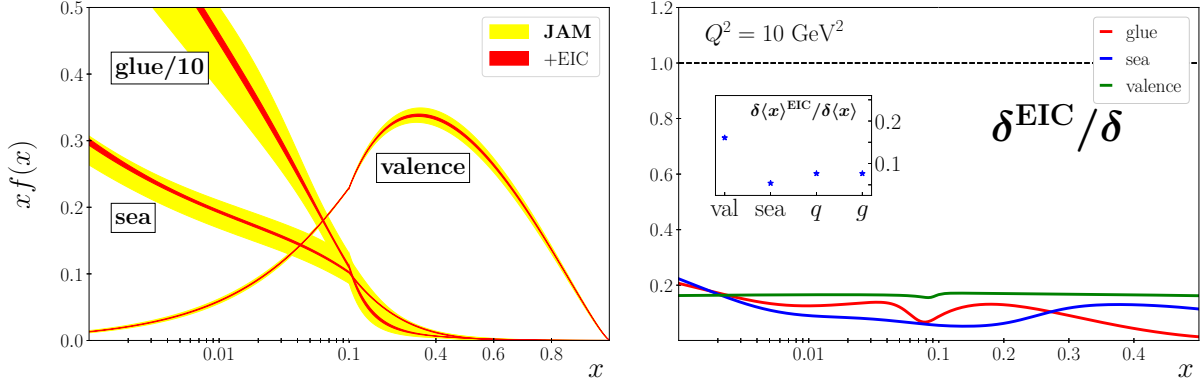 0.5
0.4
0.3
0.2
0.1
0.0
x f(x)
glue/10
sea
valence
JAM
+EIC
0.01
0.1
0.4
0.6
0.8
x
1.2
1.0
0.8
0.6
0.4
0.2
Q² = 10 GeV²
glue
sea
valence
δ^EIC/δ
δ⟨x⟩^EIC/δ⟨x⟩
0.2
0.1
val sea q g
0.01
0.1
0.2
0.3
0.4
x